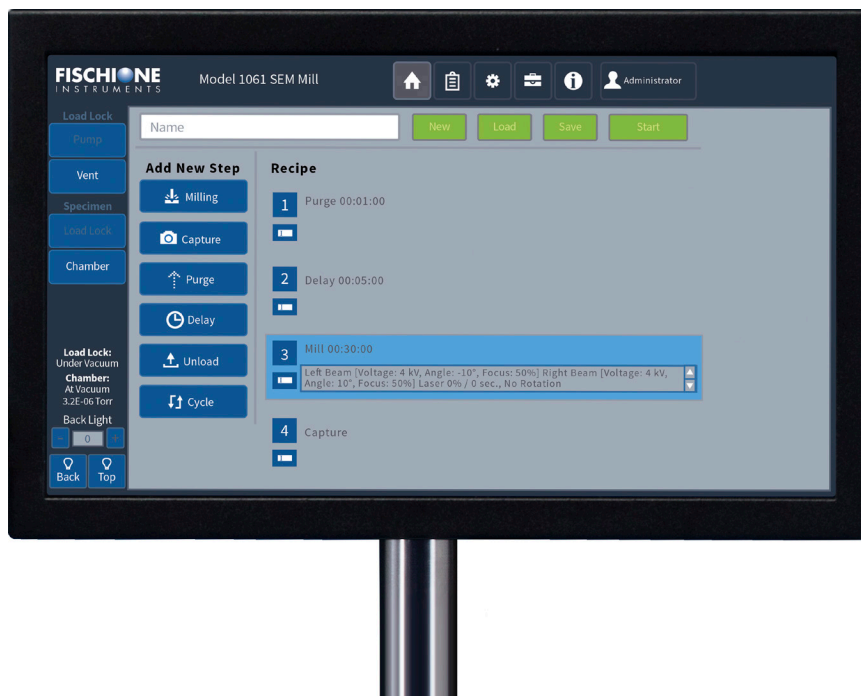 FISCHIONE
INSTRUMENTS
Model 1061 SEM Mill
Administrator
Load Lock
Pump
Vent
Specimen
Load Lock
Chamber
Load Lock:
Under Vacuum
Chamber:
At Vacuum
3.2E-06 Torr
Back Light
- 0 +
Back Top
Name
New Load Save Start
Add New Step
Milling
Capture
Purge
Delay
Unload
Cycle
Recipe
1 Purge 00:01:00
2 Delay 00:05:00
3 Mill 00:30:00
Left Beam [Voltage: 4 kV, Angle: -10°, Focus: 50%] Right Beam [Voltage: 4 kV,
Angle: 10°, Focus: 50%] Laser 0% / 0 sec., No Rotation
4 Capture